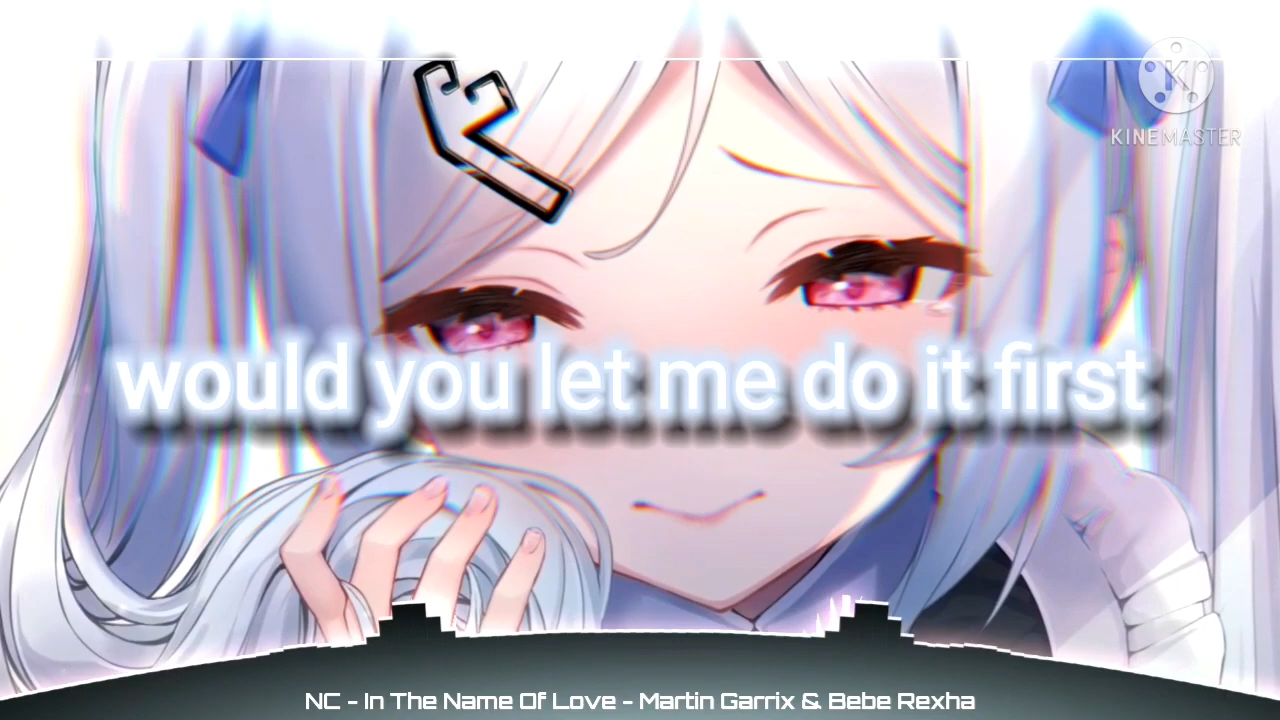 KINEMASTER
would you let me do it first
NC - In The Name Of Love - Martin Garrix & Bebe Rexha